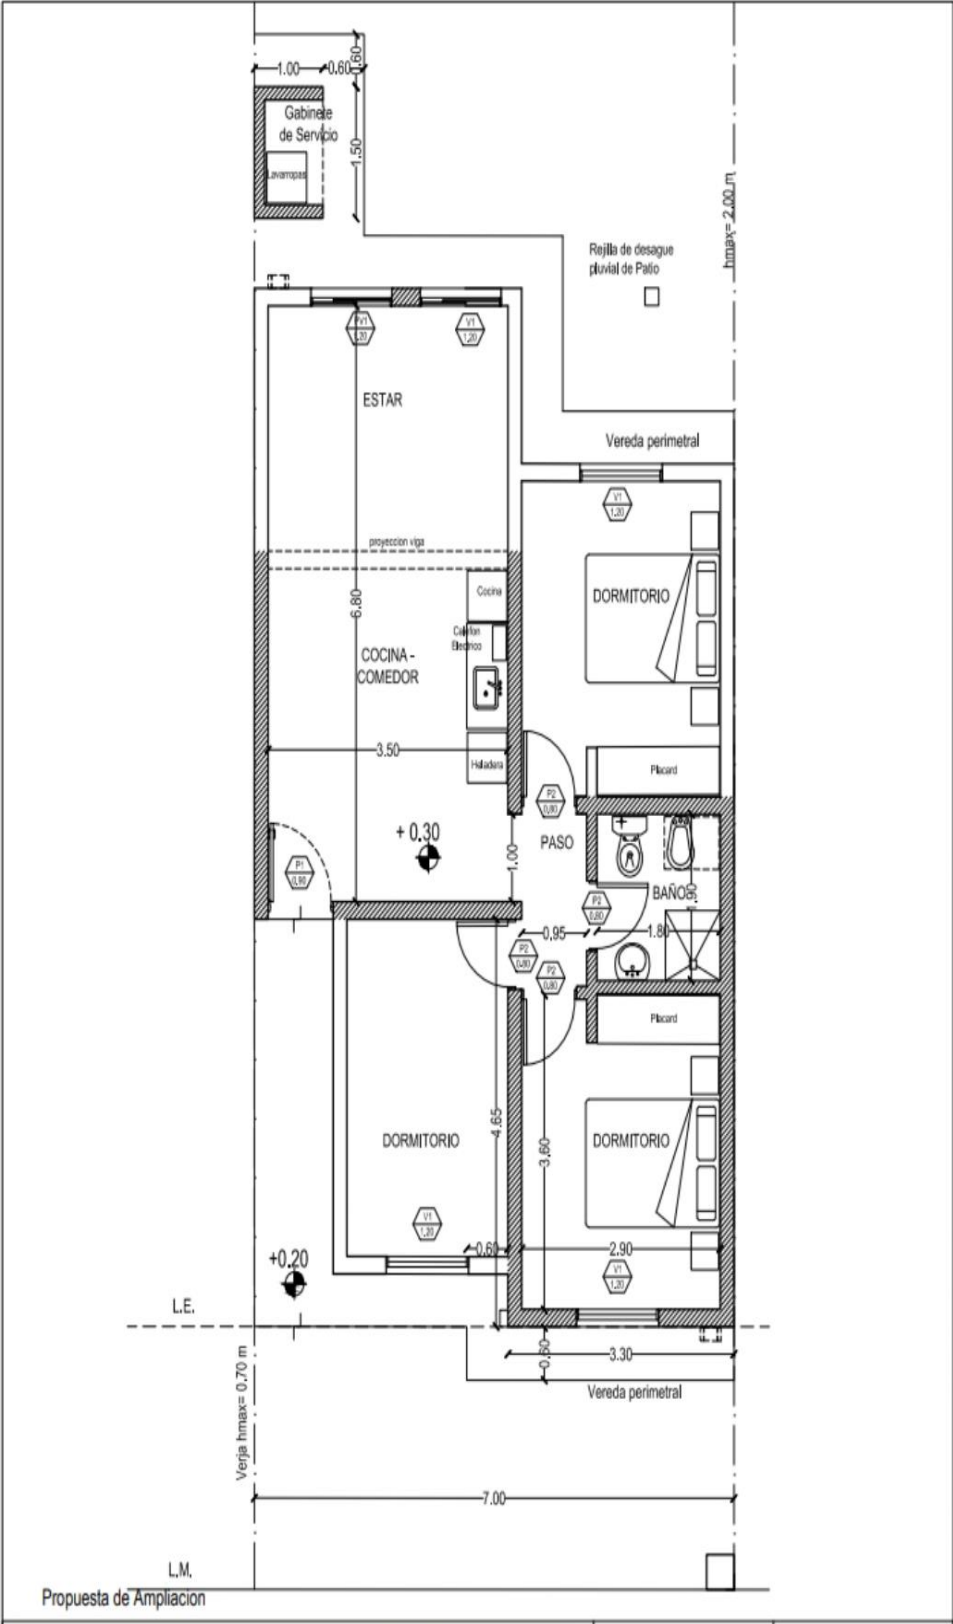 0.60
1.00
0.60
Gabinete
de Servicio
1.50
Lavarropas
hmax= 2.00 m
Rejilla de desague
pluvial de Patio
PV1
1.20
V1
1.20
ESTAR
Vereda perimetral
V1
1.20
proyeccion viga
Cocina
DORMITORIO
6.80
Calefon
Electrico
COCINA -
COMEDOR
3.50
Heladera
Placard
P2
0.80
+ 0.30
PASO
1.00
P1
0.90
BAÑO
1.90
P2
0.80
0.95
1.80
P2
0.80
P2
0.80
Placard
4.65
DORMITORIO
3.60
DORMITORIO
V1
1.20
0.60
2.90
+0.20
V1
1.20
L.E.
0.60
3.30
Vereda perimetral
Verja hmax= 0.70 m
7.00
L.M.
Propuesta de Ampliacion